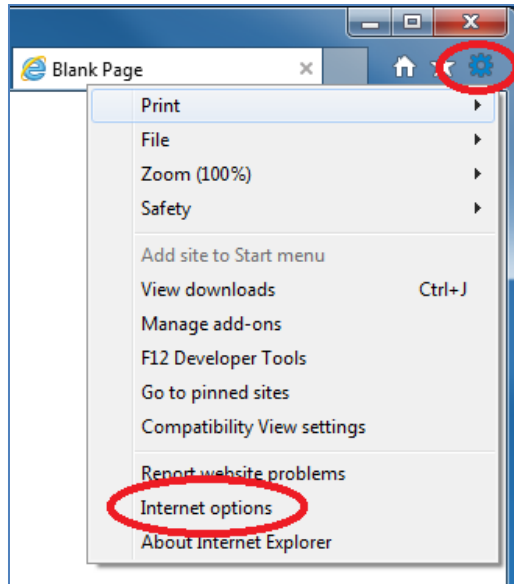 Blank Page
Print
File
Zoom (100%)
Safety
Add site to Start menu
View downloads Ctrl+J
Manage add-ons
F12 Developer Tools
Go to pinned sites
Compatibility View settings
Report website problems
Internet options
About Internet Explorer